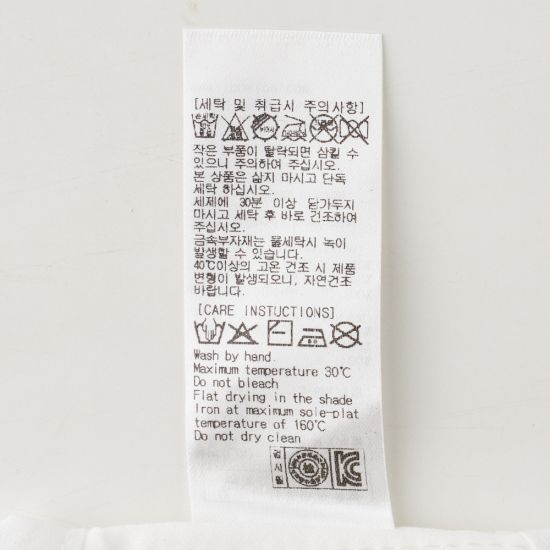 [세탁 및 취급시 주의사항]
작은 부품이 탈락되면 삼킬 수
있으니 주의하여 주십시오.
본 상품은 삶지 마시고 단독
세탁 하십시오.
세제에 30분 이상 담가두지
마시고 세탁 후 바로 건조하여
주십시오.
금속부자재는 물세탁시 녹이
발생할 수 있습니다.
40℃이상의 고온 건조 시 제품
변형이 발생되오니, 자연건조
바랍니다.
[CARE INSTUCTIONS]
Wash by hand.
Maximum temperature 30℃
Do not bleach
Flat drying in the shade
Iron at maximum sole-plat
temperature of 160℃
Do not dry clean
검사필